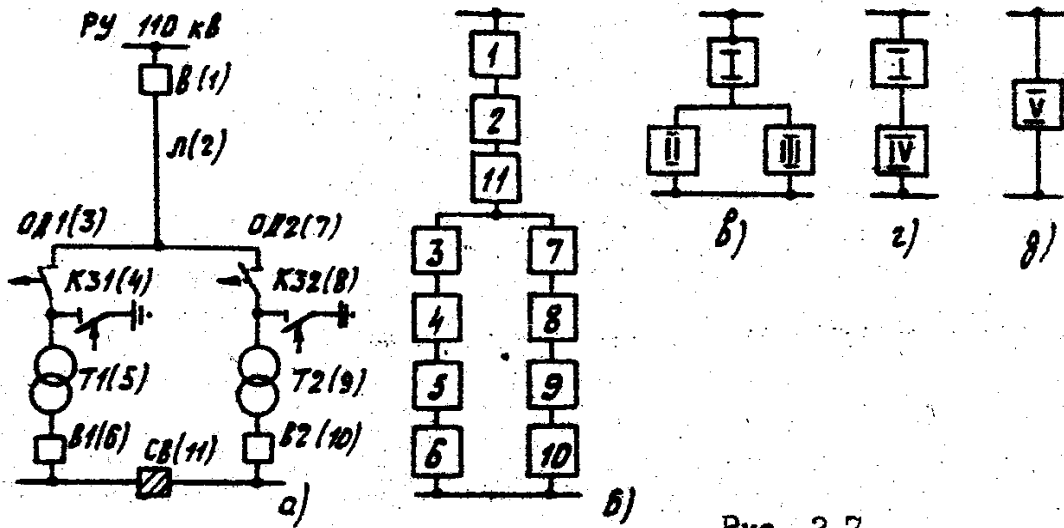 РУ 110 кв
В(1)
Л(2)
ОД1(3)
ОД2(7)
КЗ1(4)
КЗ2(8)
Т1(5)
Т2(9)
В1(6)
СВ(11)
В2(10)
а)
1
2
11
3
7
4
8
5
9
6
10
б)
I
II
III
в)
I
IV
г)
V
д)
Рис. 2.7